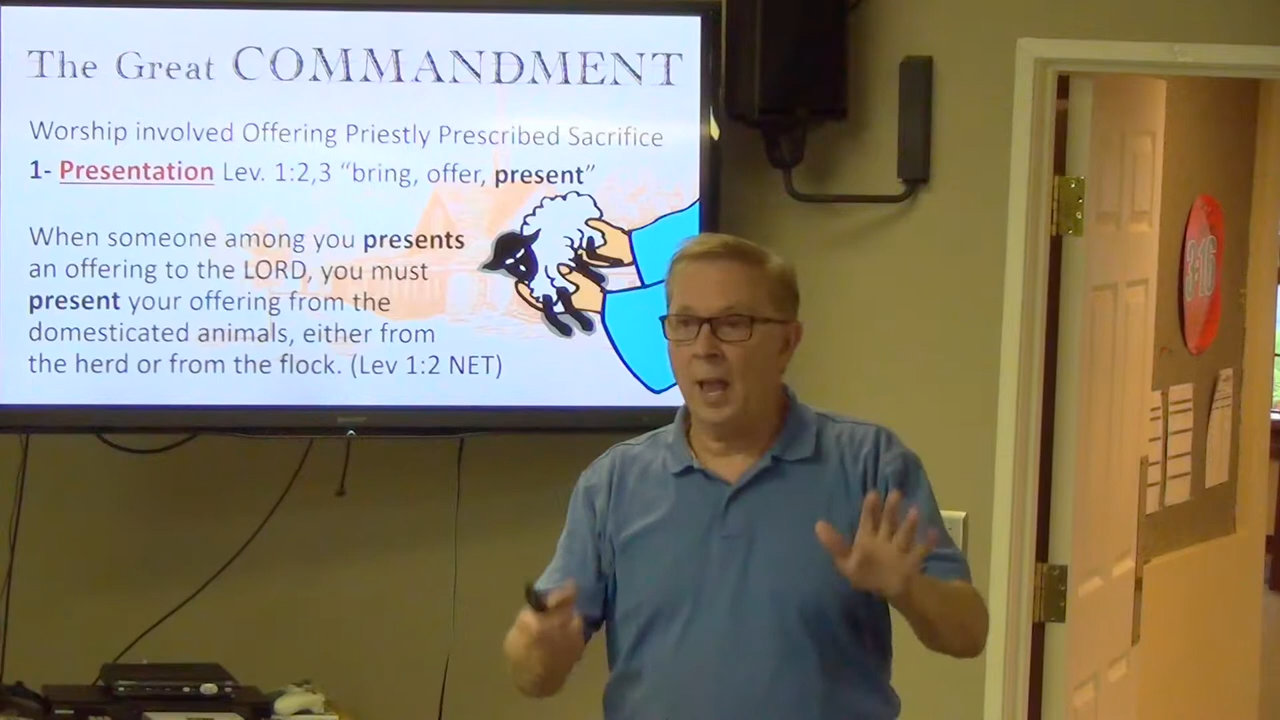 The Great COMMANDMENT
Worship involved Offering Priestly Prescribed Sacrifice
1- Presentation Lev. 1:2,3 “bring, offer, present”
When someone among you presents
an offering to the LORD, you must
present your offering from the
domesticated animals, either from
the herd or from the flock. (Lev 1:2 NET)
3:16